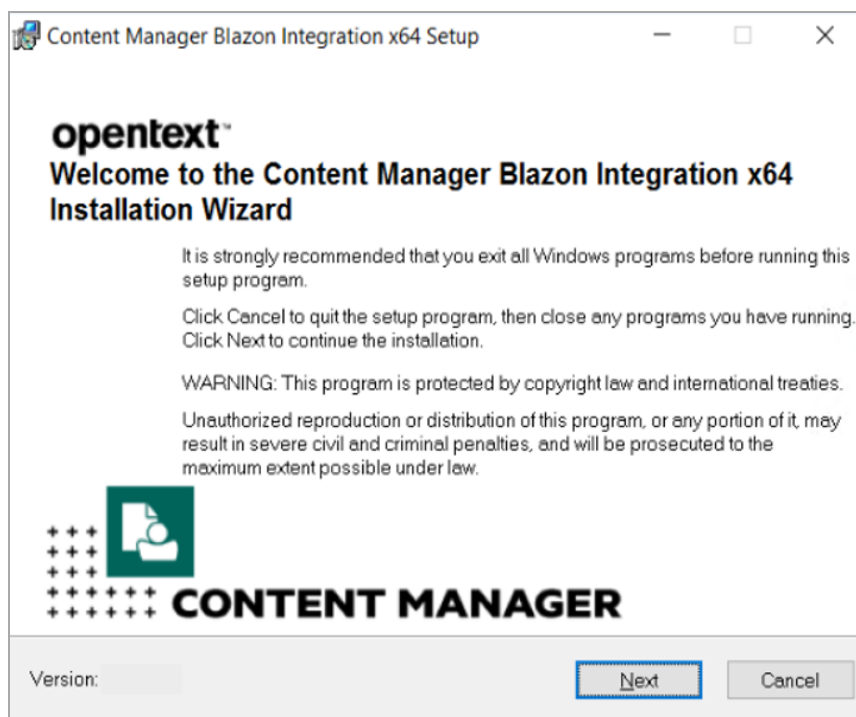 Content Manager Blazon Integration x64 Setup
opentext™
Welcome to the Content Manager Blazon Integration x64
Installation Wizard
It is strongly recommended that you exit all Windows programs before running this
setup program.
Click Cancel to quit the setup program, then close any programs you have running.
Click Next to continue the installation.
WARNING: This program is protected by copyright law and international treaties.
Unauthorized reproduction or distribution of this program, or any portion of it, may
result in severe civil and criminal penalties, and will be prosecuted to the
maximum extent possible under law.
CONTENT MANAGER
Version:
Next
Cancel